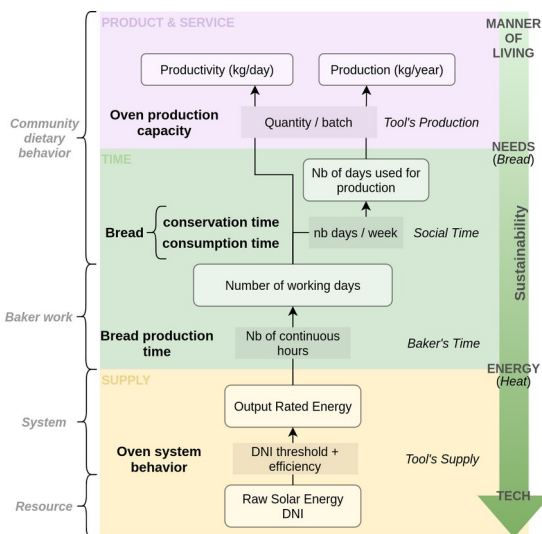 PRODUCT & SERVICE
MANNER
OF
LIVING
Productivity (kg/day)
Production (kg/year)
Oven production
capacity
Quantity / batch
Tool's Production
Community
dietary
behavior
NEEDS
(Bread)
TIME
Nb of days used for
production
Bread
conservation time
consumption time
nb days / week
Social Time
Sustainability
Number of working days
Baker work
Bread production
time
Nb of continuous
hours
Baker's Time
ENERGY
(Heat)
SUPPLY
Output Rated Energy
System
Oven system
behavior
DNI threshold +
efficiency
Tool's Supply
Resource
Raw Solar Energy
DNI
TECH